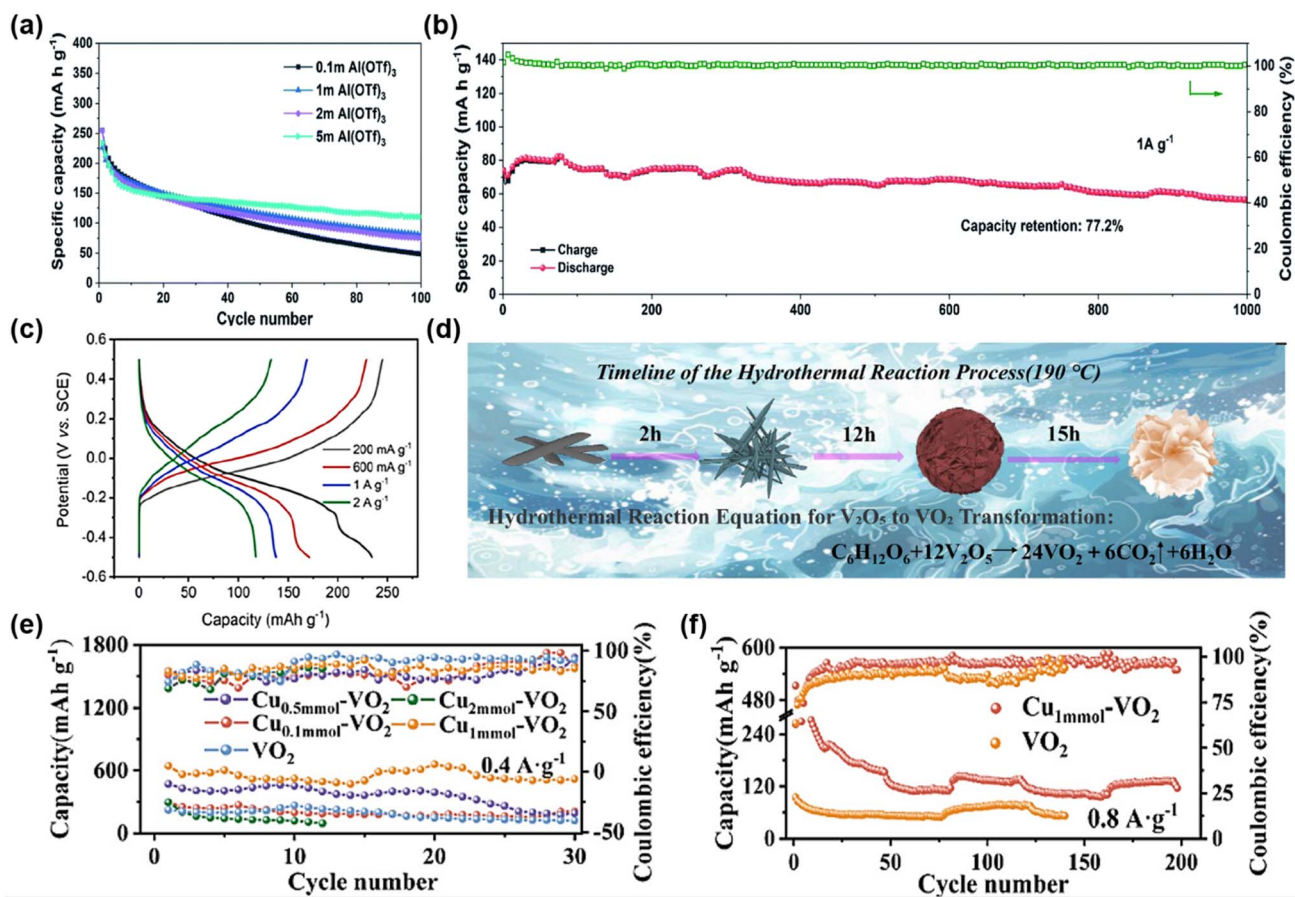 (a)
Specific capacity (mA h g⁻¹)
400
350
300
250
200
150
100
50
0
0.1m Al(OTf)₃
1m Al(OTf)₃
2m Al(OTf)₃
5m Al(OTf)₃
0 20 40 60 80 100
Cycle number
(b)
Specific capacity (mA h g⁻¹)
140
120
100
80
60
40
20
0
1A g⁻¹
Capacity retention: 77.2%
Charge
Discharge
100
80
60
40
20
0
Coulombic efficiency (%)
0 200 400 600 800 1000
Cycle number
(c)
Potential (V vs. SCE)
0.6
0.4
0.2
0.0
-0.2
-0.4
-0.6
200 mA g⁻¹
600 mA g⁻¹
1 A g⁻¹
2 A g⁻¹
0 50 100 150 200 250
Capacity (mAh g⁻¹)
(d)
Timeline of the Hydrothermal Reaction Process(190 °C)
2h 12h 15h
Hydrothermal Reaction Equation for V₂O₅ to VO₂ Transformation:
C₆H₁₂O₆+12V₂O₅→24VO₂+6CO₂↑+6H₂O
(e)
Capacity(mAh g⁻¹)
1800
1500
1200
900
600
300
0
Cu₀.₅ₘₘₒₗ-VO₂ Cu₂ₘₘₒₗ-VO₂
Cu₀.₁ₘₘₒₗ-VO₂ Cu₁ₘₘₒₗ-VO₂
VO₂
0.4 A·g⁻¹
100
75
50
25
0
-25
-50
Coulombic effciency(%)
0 10 20 30
Cycle number
(f)
Capacity(mAh g⁻¹)
600
480
240
120
0
Cu₁ₘₘₒₗ-VO₂
VO₂
0.8 A·g⁻¹
100
75
50
25
0
Coulombic effciency(%)
0 50 100 150 200
Cycle number